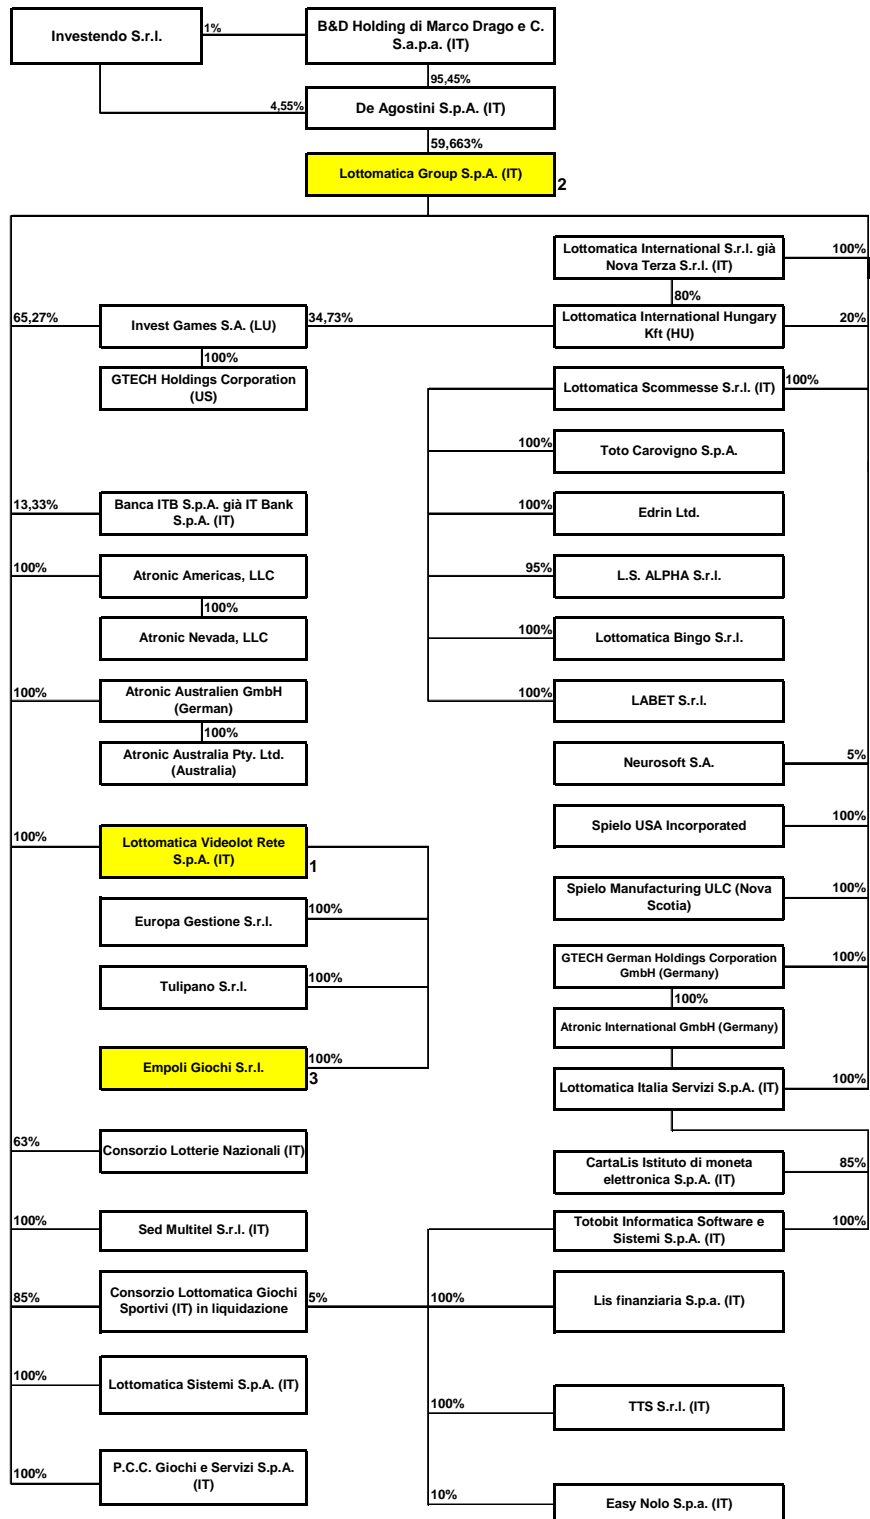 Investendo S.r.l.
1%
B&D Holding di Marco Drago e C.
S.a.p.a. (IT)
95,45%
4,55%
De Agostini S.p.A. (IT)
59,663%
Lottomatica Group S.p.A. (IT)
2
Lottomatica International S.r.l. già
Nova Terza S.r.l. (IT)
100%
80%
65,27%
Invest Games S.A. (LU)
34,73%
Lottomatica International Hungary
Kft (HU)
20%
100%
GTECH Holdings Corporation
(US)
Lottomatica Scommesse S.r.l. (IT)
100%
100%
Toto Carovigno S.p.A.
13,33%
Banca ITB S.p.A. già IT Bank
S.p.A. (IT)
100%
Edrin Ltd.
100%
Atronic Americas, LLC
95%
L.S. ALPHA S.r.l.
100%
Atronic Nevada, LLC
100%
Lottomatica Bingo S.r.l.
100%
Atronic Australien GmbH
(German)
100%
LABET S.r.l.
100%
Atronic Australia Pty. Ltd.
(Australia)
Neurosoft S.A.
5%
100%
Lottomatica Videolot Rete
S.p.A. (IT)
1
Spielo USA Incorporated
100%
Europa Gestione S.r.l.
100%
Spielo Manufacturing ULC (Nova
Scotia)
100%
Tulipano S.r.l.
100%
GTECH German Holdings Corporation
GmbH (Germany)
100%
100%
Atronic International GmbH (Germany)
Empoli Giochi S.r.l.
100%
3
Lottomatica Italia Servizi S.p.A. (IT)
100%
63%
Consorzio Lotterie Nazionali (IT)
CartaLis Istituto di moneta
elettronica S.p.A. (IT)
85%
100%
Sed Multitel S.r.l. (IT)
Totobit Informatica Software e
Sistemi S.p.A. (IT)
100%
85%
Consorzio Lottomatica Giochi
Sportivi (IT) in liquidazione
5%
100%
Lis finanziaria S.p.a. (IT)
100%
Lottomatica Sistemi S.p.A. (IT)
100%
TTS S.r.l. (IT)
100%
P.C.C. Giochi e Servizi S.p.A.
(IT)
10%
Easy Nolo S.p.a. (IT)